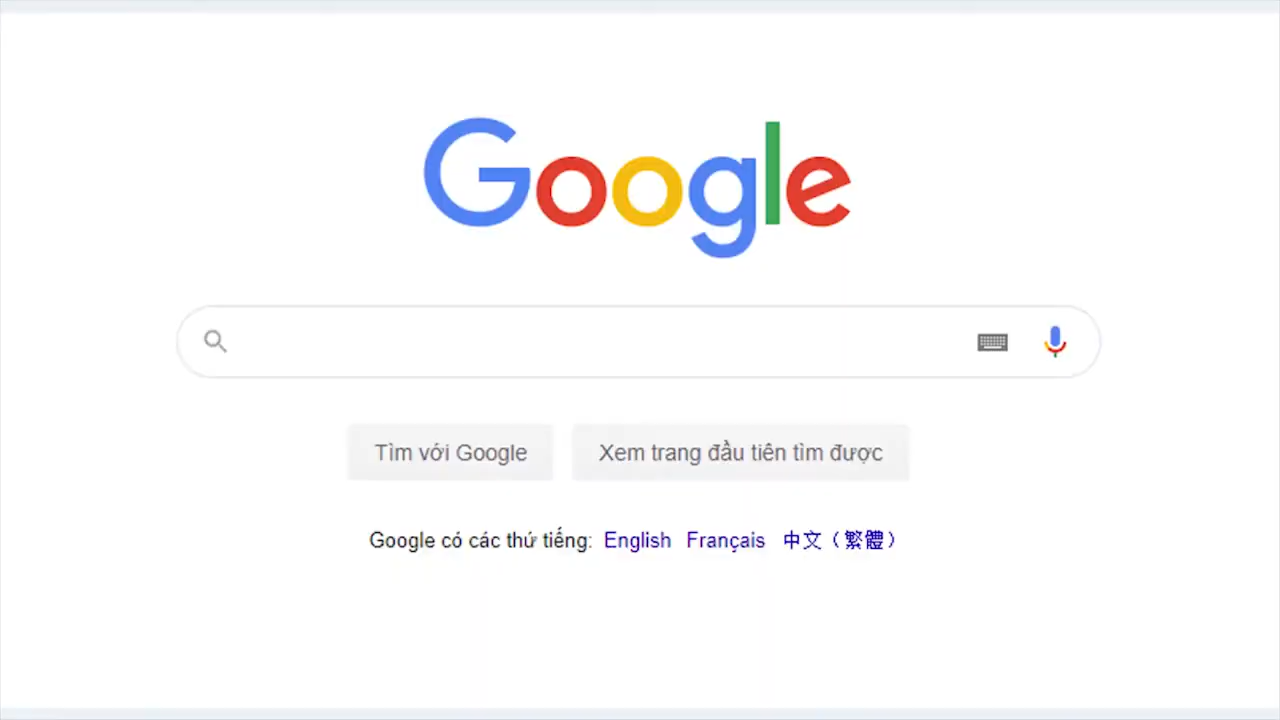 Google
Tìm với Google
Xem trang đầu tiên tìm được
Google có các thứ tiếng: English Français 中文（繁體）